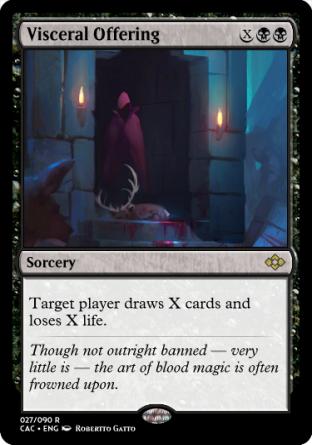 Visceral Offering XBB
Sorcery
Target player draws X cards and
loses X life.
Though not outright banned — very
little is — the art of blood magic is often
frowned upon.
027/090 R
CAC • ENG Robertto Gatto